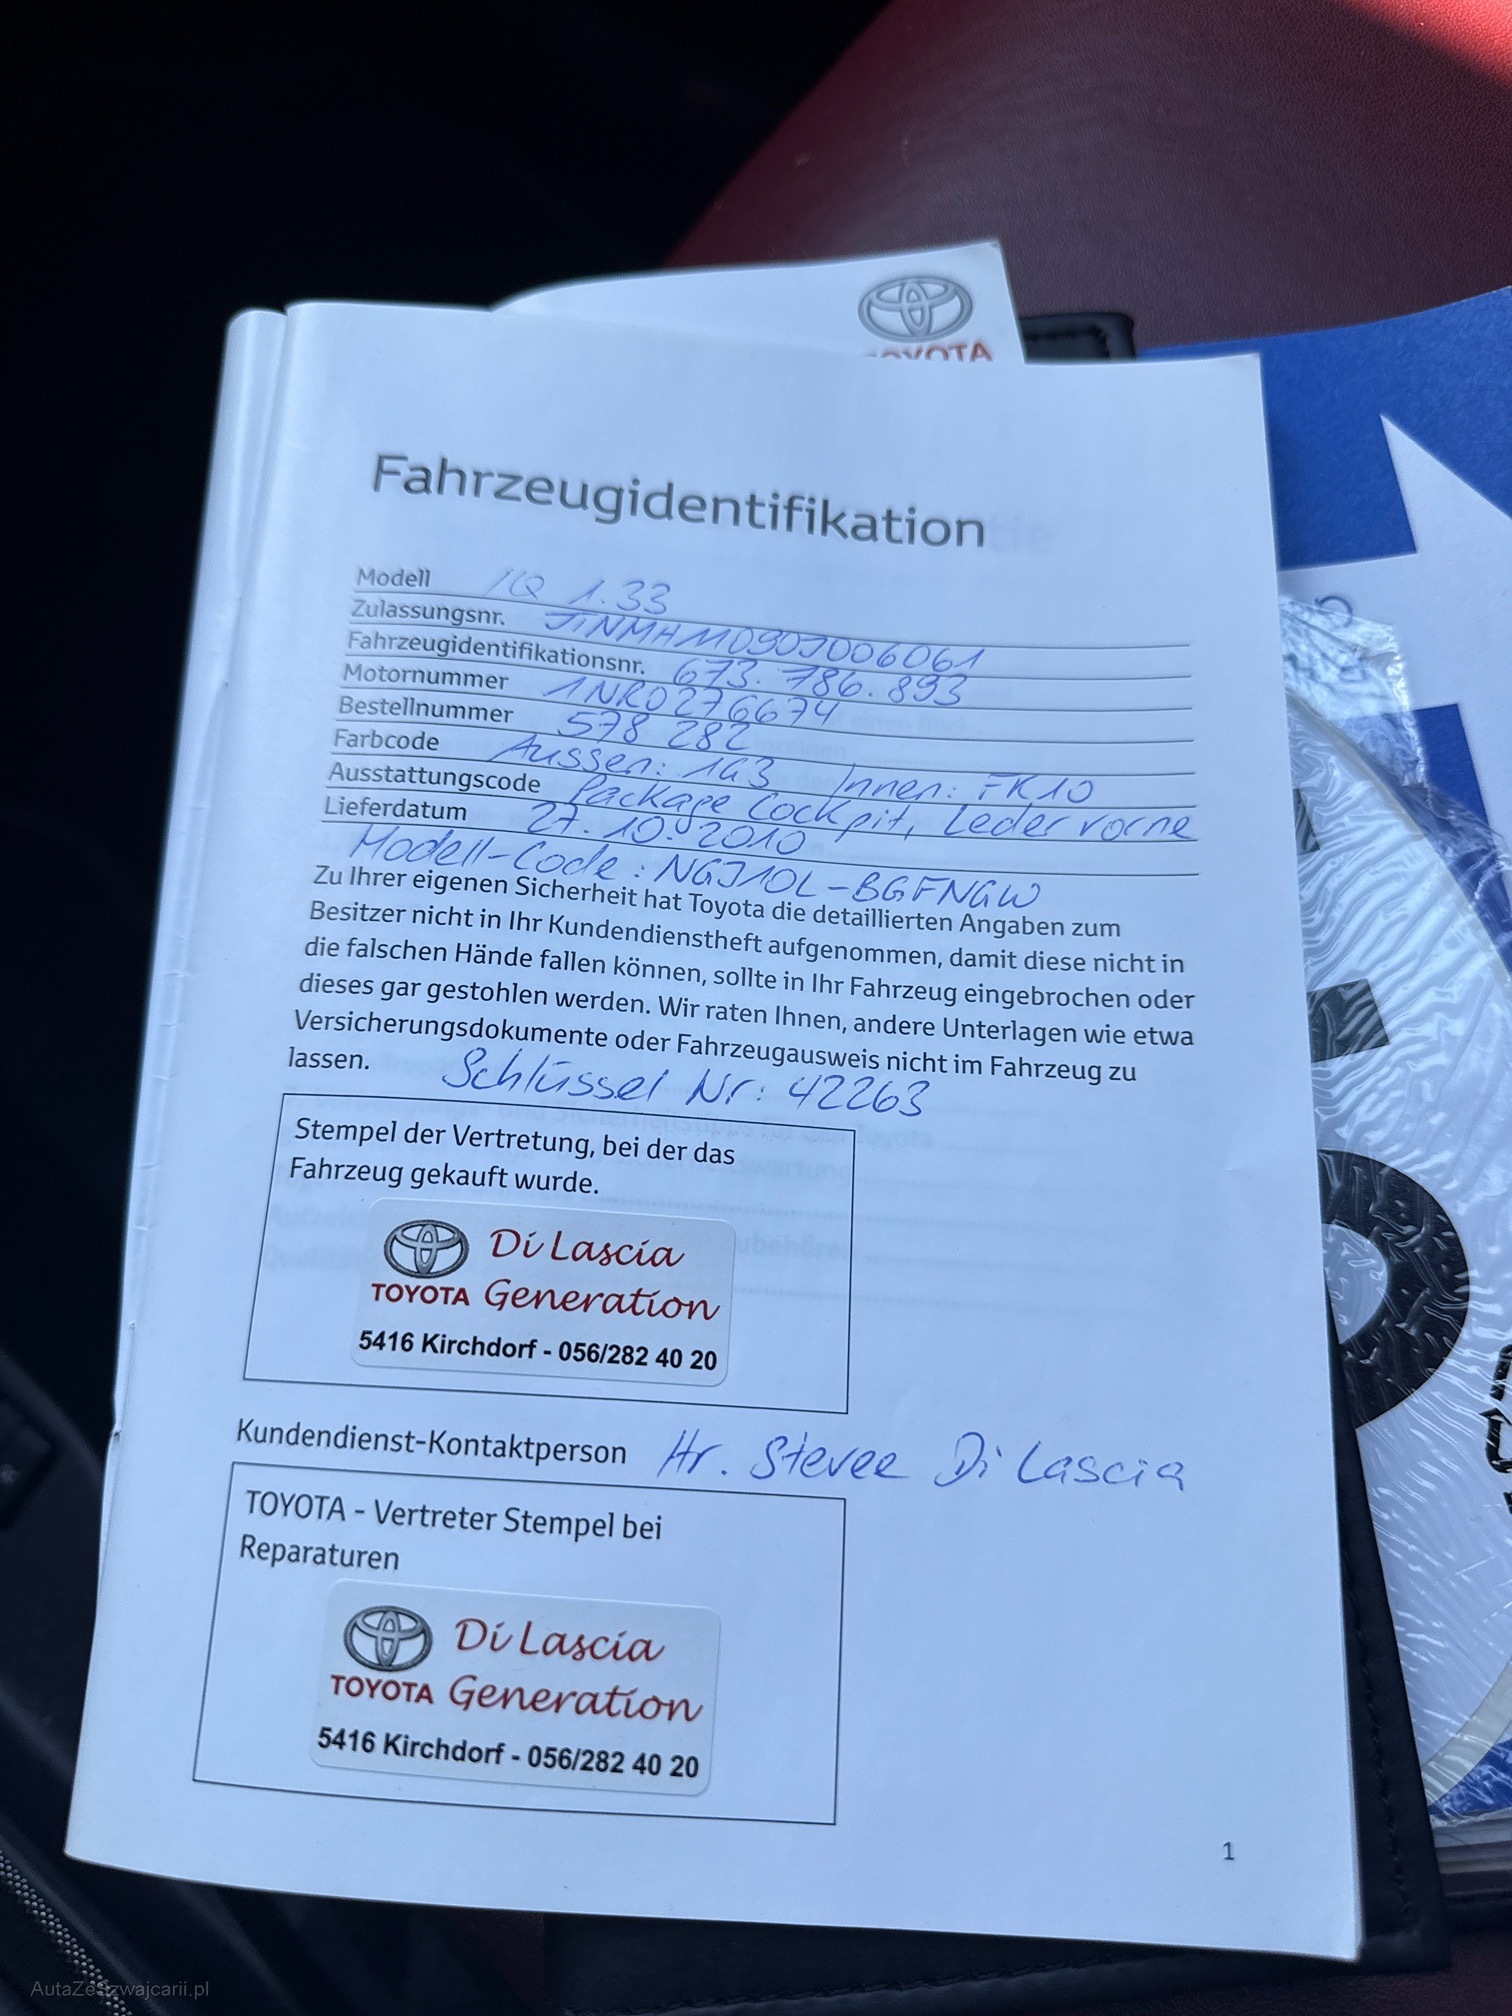 TOYOTA
Fahrzeugidentifikation
Modell IQ 1.33
Zulassungsnr. JTNMHM090J006061
Fahrzeugidentifikationsnr. 673.786.893
Motornummer 1NR0276674
Bestellnummer 578 282
Farbcode Aussen: 1G3 Innen: FK10
Ausstattungscode Package Cockpit, Leder vorne
Lieferdatum 27.10.2010
Modell-Code: NGJ10L-BGFNGW
Zu Ihrer eigenen Sicherheit hat Toyota die detaillierten Angaben zum
Besitzer nicht in Ihr Kundendienstheft aufgenommen, damit diese nicht in
die falschen Hände fallen können, sollte in Ihr Fahrzeug eingebrochen oder
dieses gar gestohlen werden. Wir raten Ihnen, andere Unterlagen wie etwa
Versicherungsdokumente oder Fahrzeugausweis nicht im Fahrzeug zu
lassen. Schlüssel Nr: 42263
Stempel der Vertretung, bei der das
Fahrzeug gekauft wurde.
Di Lascia
TOYOTA Generation
5416 Kirchdorf - 056/282 40 20
Kundendienst-Kontaktperson Hr. Stevee Di Lascia
TOYOTA - Vertreter Stempel bei
Reparaturen
Di Lascia
TOYOTA Generation
5416 Kirchdorf - 056/282 40 20
1
AutaZeSzwajcarii.pl